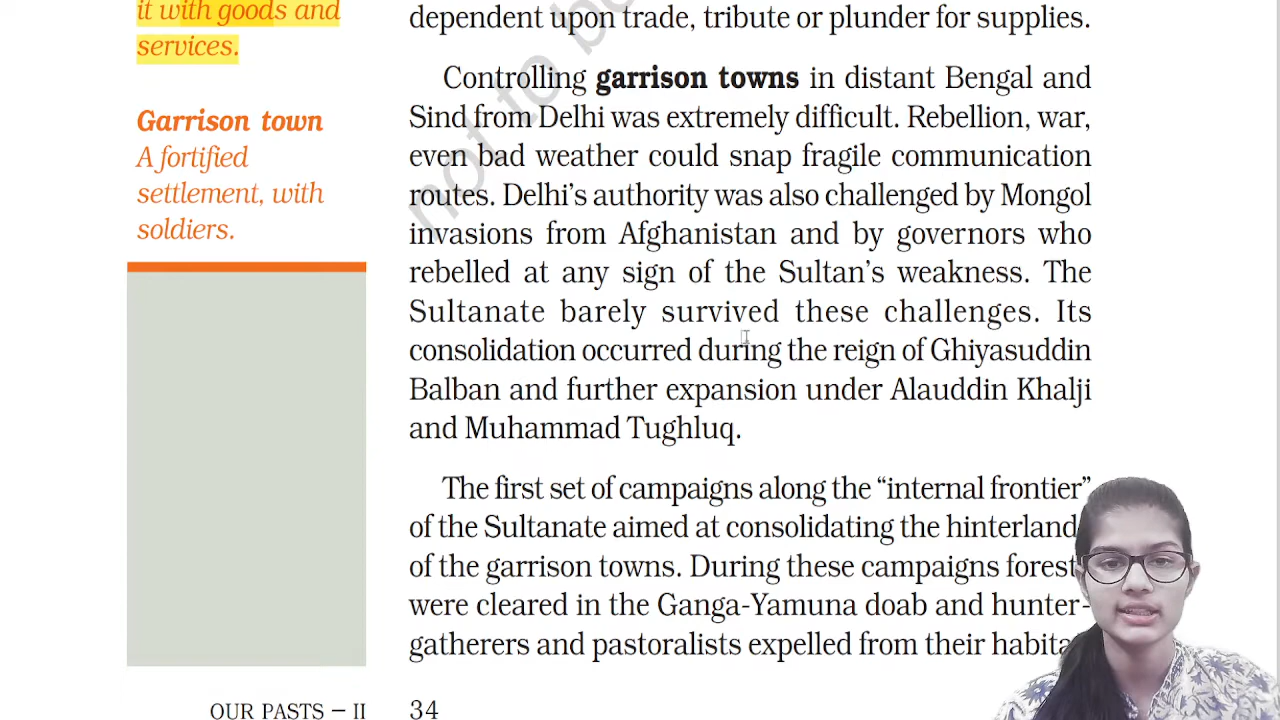 it with goods and
services.
Garrison town
A fortified
settlement, with
soldiers.
dependent upon trade, tribute or plunder for supplies.
Controlling garrison towns in distant Bengal and
Sind from Delhi was extremely difficult. Rebellion, war,
even bad weather could snap fragile communication
routes. Delhi's authority was also challenged by Mongol
invasions from Afghanistan and by governors who
rebelled at any sign of the Sultan's weakness. The
Sultanate barely survived these challenges. Its
consolidation occurred during the reign of Ghiyasuddin
Balban and further expansion under Alauddin Khalji
and Muhammad Tughluq.
The first set of campaigns along the “internal frontier”
of the Sultanate aimed at consolidating the hinterland
of the garrison towns. During these campaigns forest
were cleared in the Ganga-Yamuna doab and hunter-
gatherers and pastoralists expelled from their
not to b
OUR PASTS – II 34